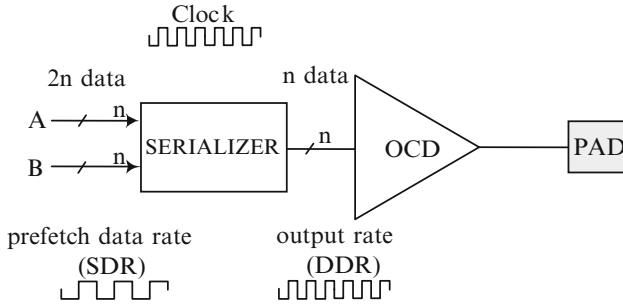 Clock
2n data
n data
A
n
B
n
SERIALIZER
n
OCD
PAD
prefetch data rate
(SDR)
output rate
(DDR)